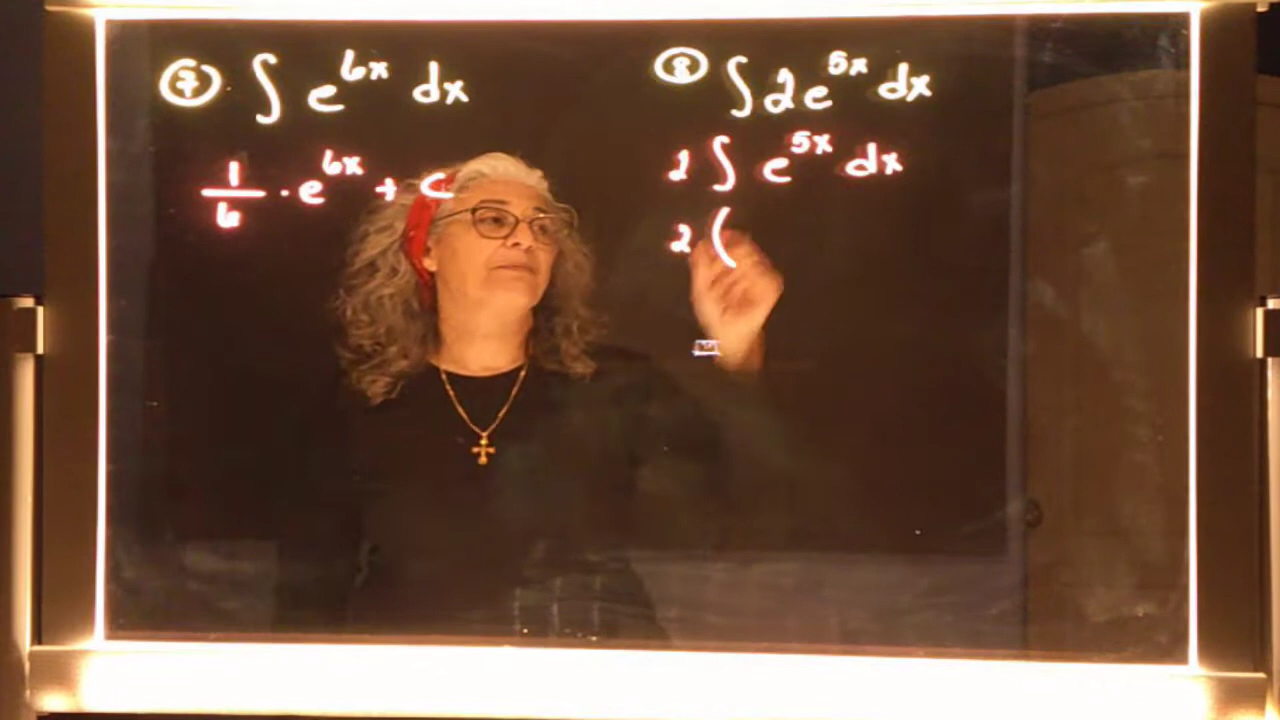 ⑦ ∫ e^{6x} dx
1/6 · e^{6x} + C
⑧ ∫ 2e^{5x} dx
2 ∫ e^{5x} dx
2 (